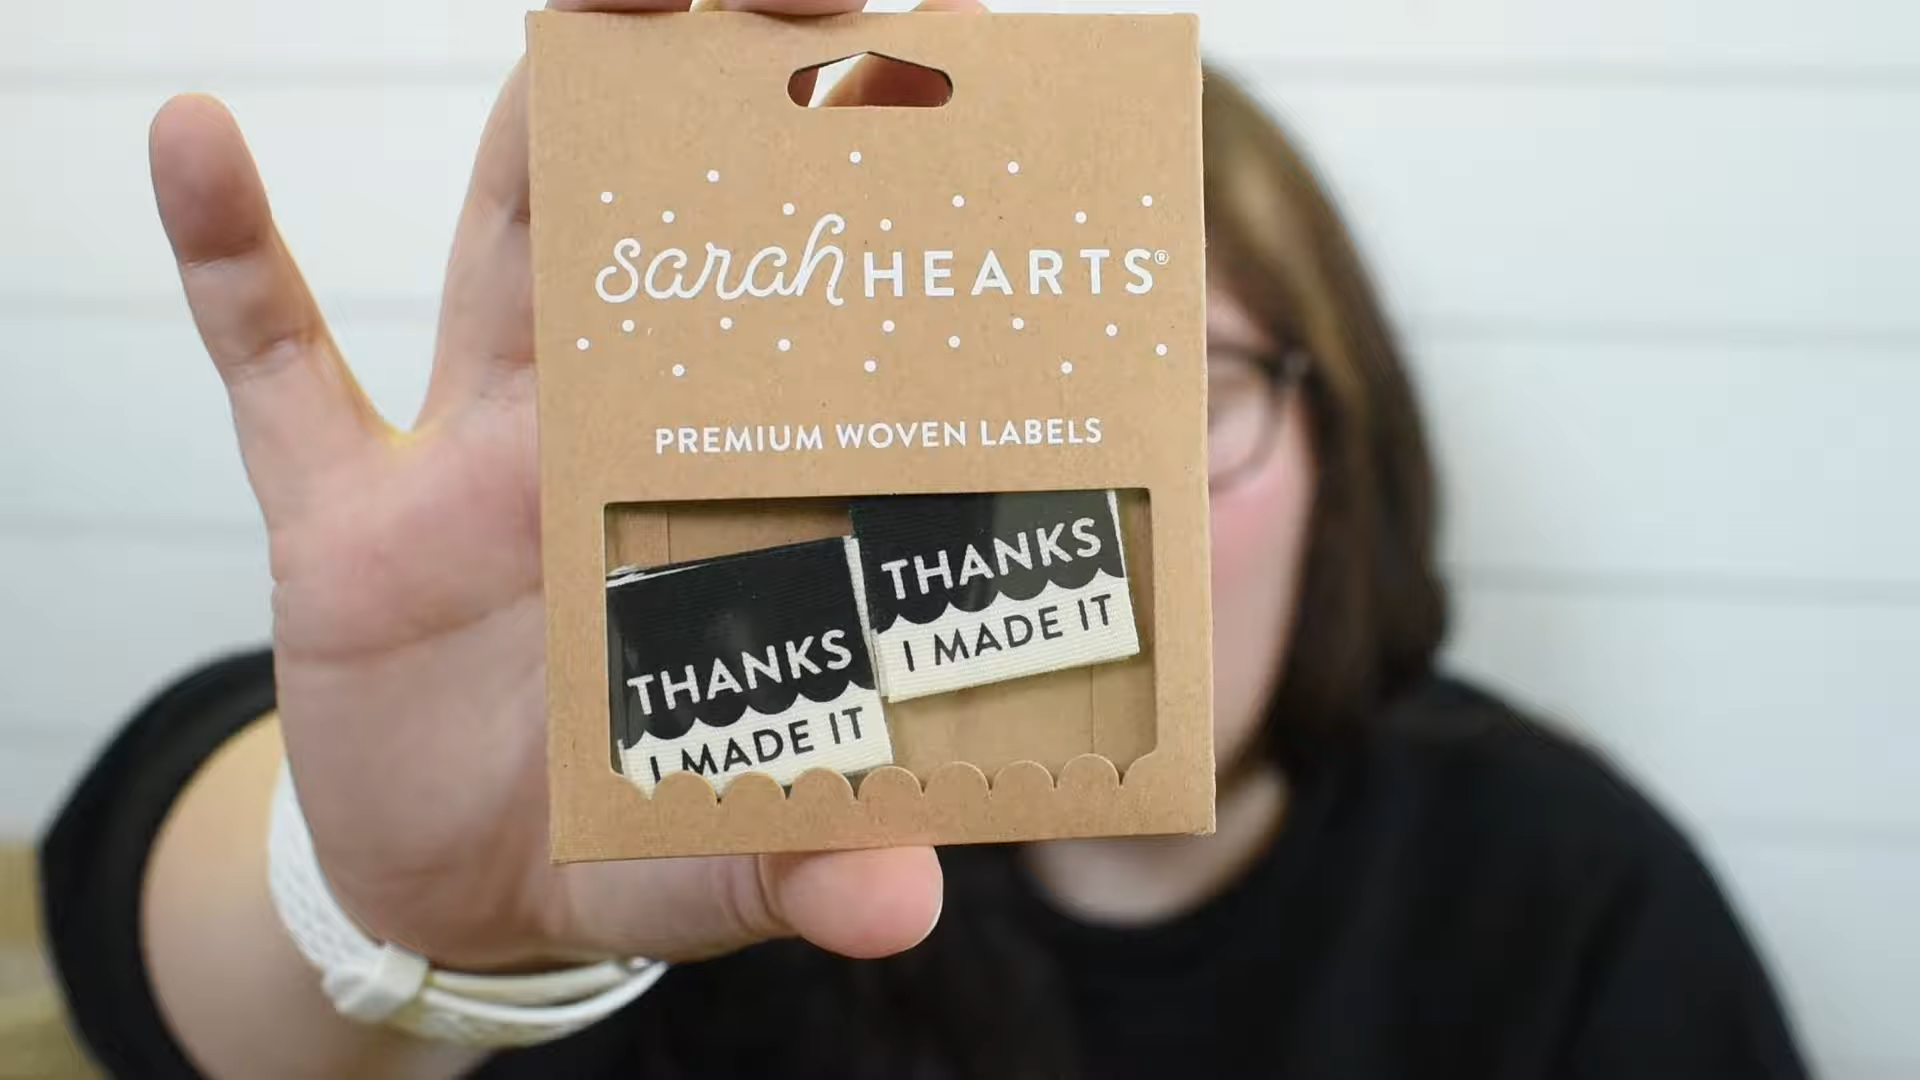 sarah HEARTS®
PREMIUM WOVEN LABELS
THANKS
I MADE IT
THANKS
I MADE IT